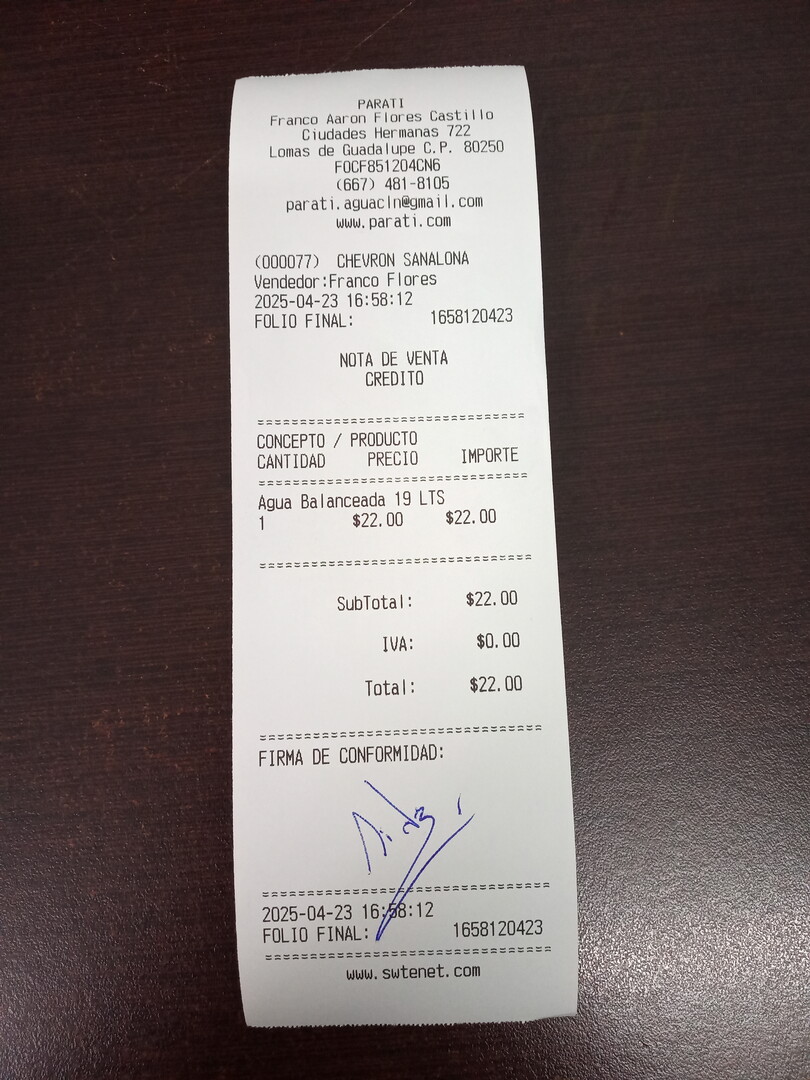 PARATI
Franco Aaron Flores Castillo
Ciudades Hermanas 722
Lomas de Guadalupe C.P. 80250
FOCF851204CN6
(667) 481-8105
parati.aguacln@gmail.com
www.parati.com
(000077) CHEVRON SANALONA
Vendedor:Franco Flores
2025-04-23 16:58:12
FOLIO FINAL: 1658120423
NOTA DE VENTA
CREDITO
CONCEPTO / PRODUCTO
CANTIDAD PRECIO IMPORTE
Agua Balanceada 19 LTS
1 $22.00 $22.00
SubTotal: $22.00
IVA: $0.00
Total: $22.00
FIRMA DE CONFORMIDAD:
2025-04-23 16:58:12
FOLIO FINAL: 1658120423
www.swtenet.com